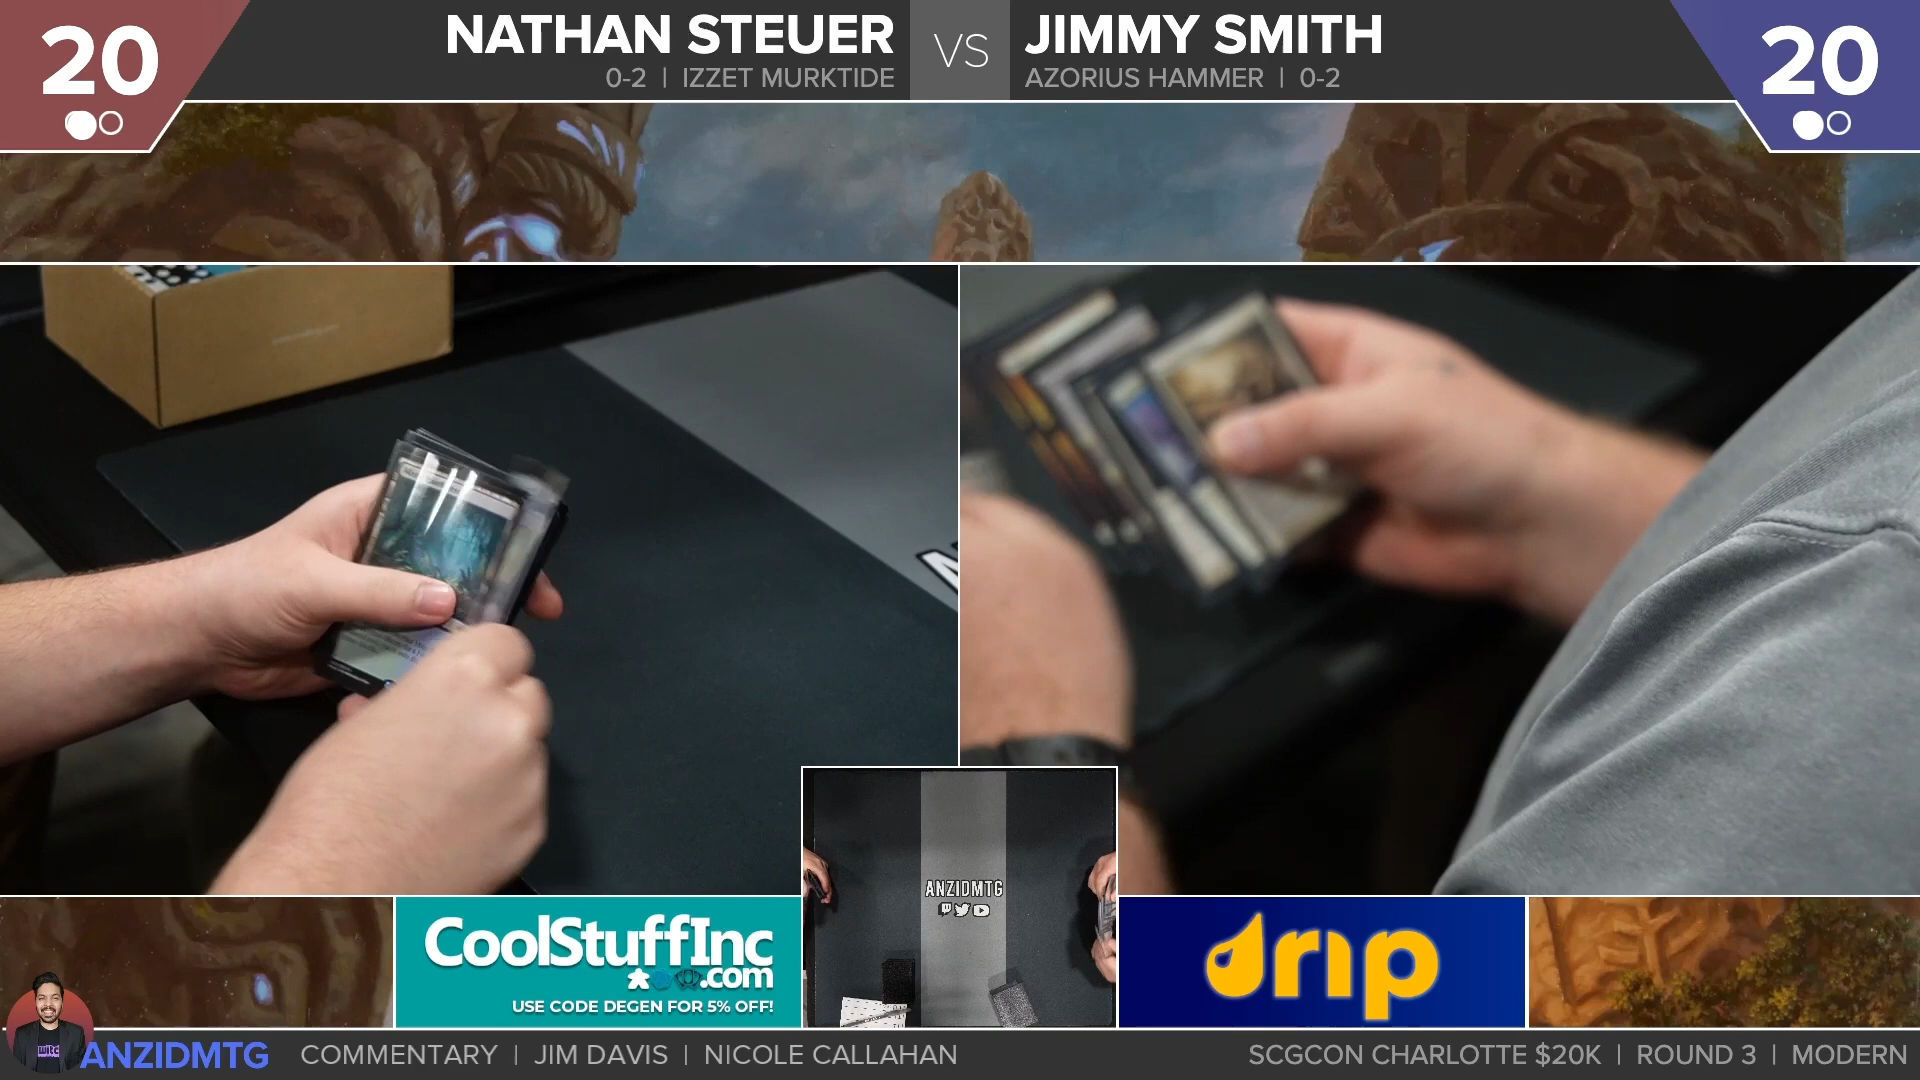 20
NATHAN STEUER
0-2 | IZZET MURKTIDE
VS
JIMMY SMITH
AZORIUS HAMMER | 0-2
20
ANZIDMTG
CoolStuffInc
.com
USE CODE DEGEN FOR 5% OFF!
drip
ANZIDMTG
COMMENTARY | JIM DAVIS | NICOLE CALLAHAN
SCGCON CHARLOTTE $20K | ROUND 3 | MODERN